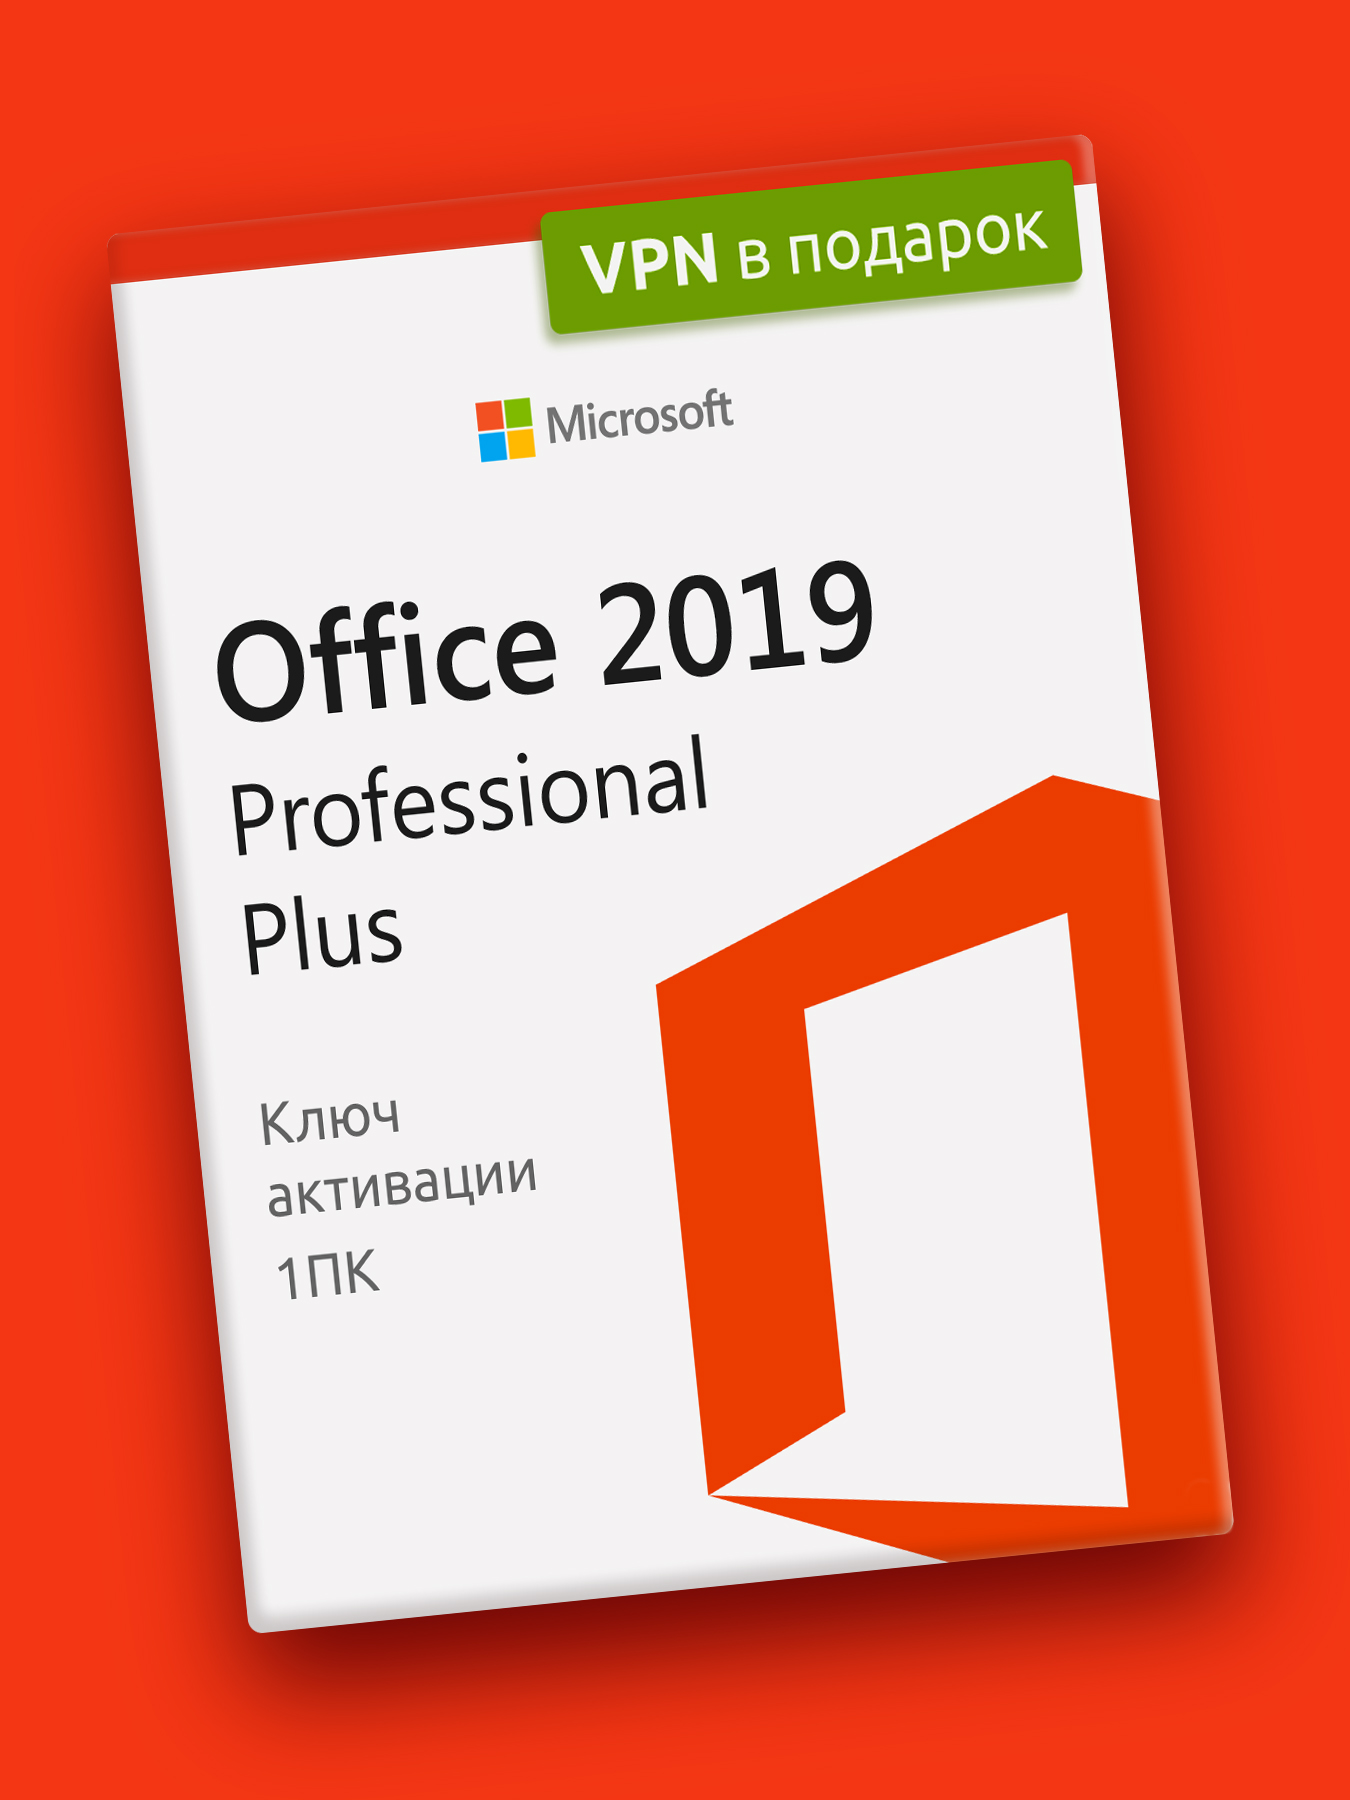 VPN в подарок
Microsoft
Office 2019
Professional
Plus
Ключ
активации
1ПК